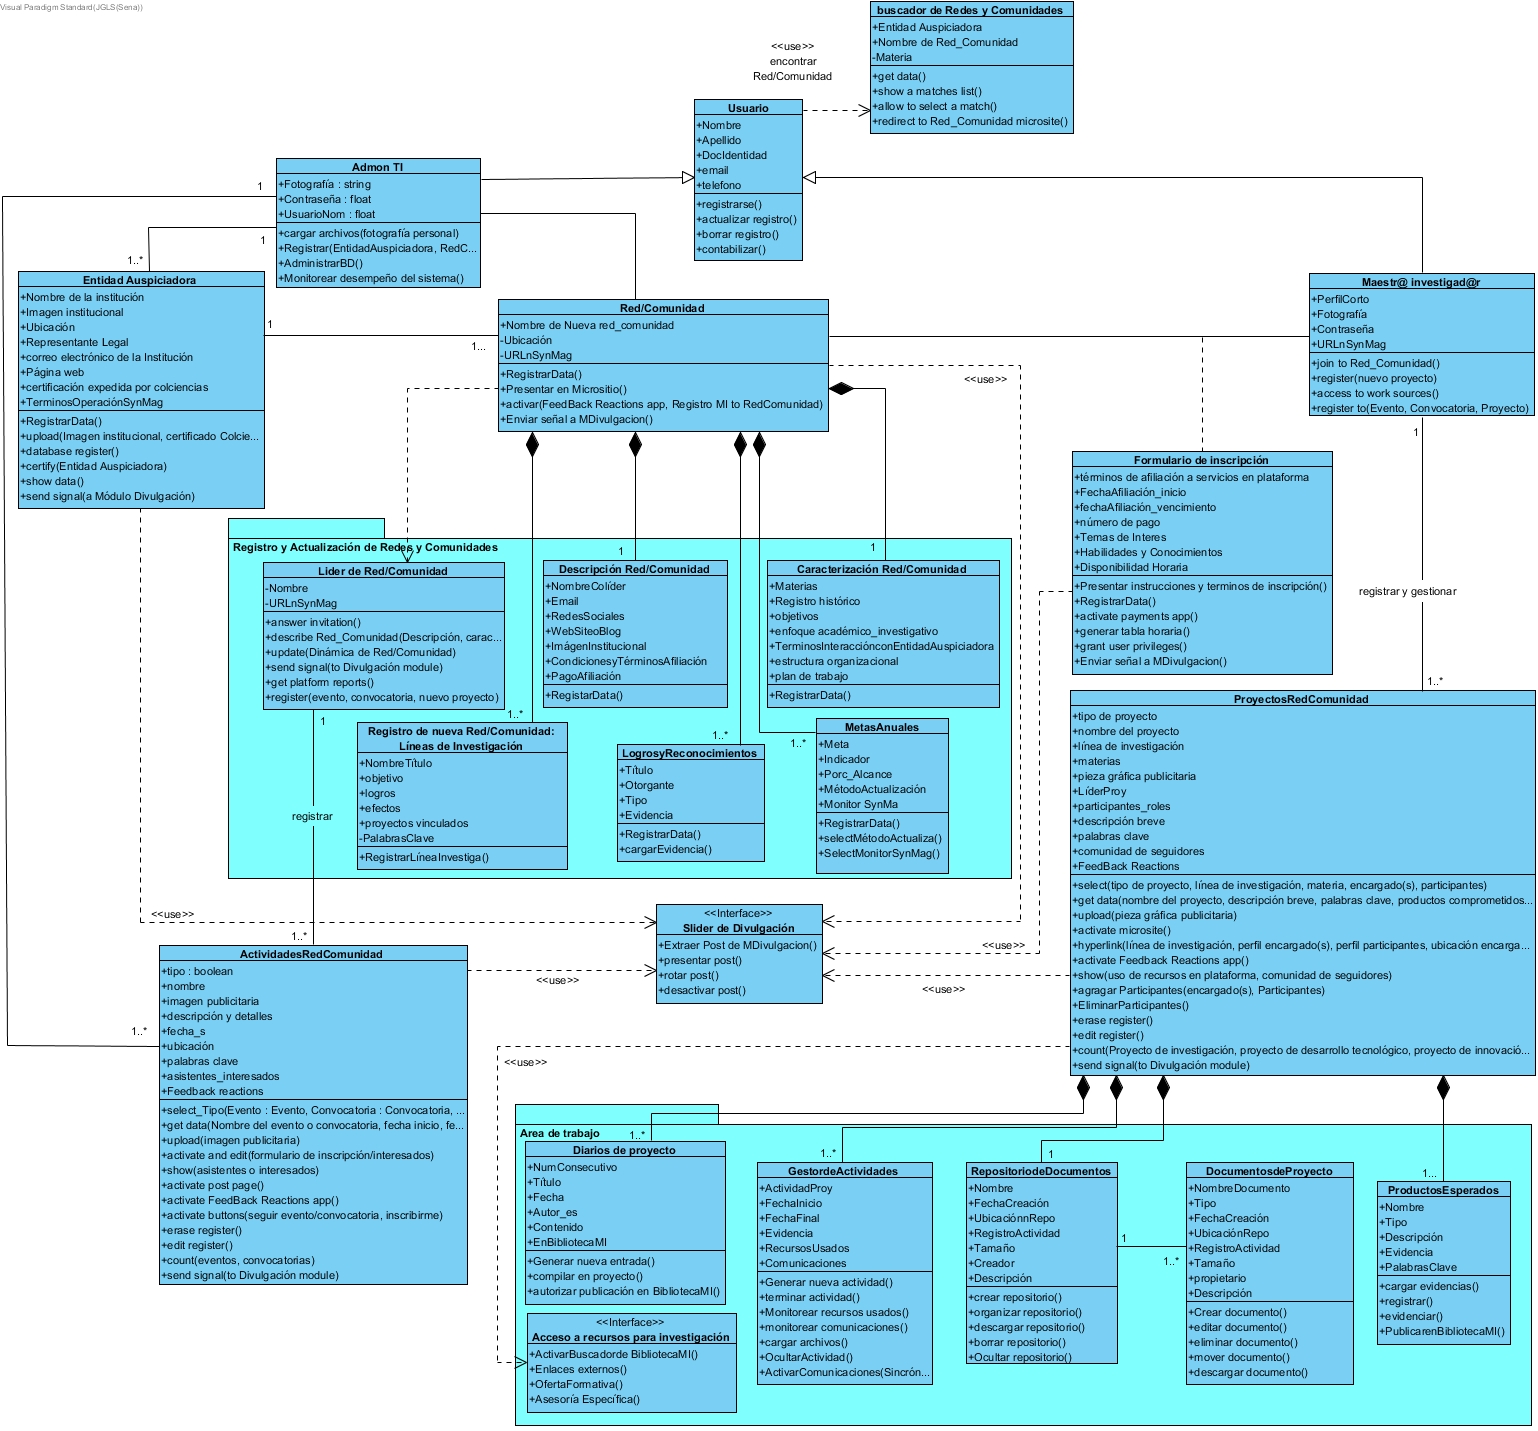 Visual Paradigm Standard(JGLS(Sena))
buscador de Redes y Comunidades
+Entidad Auspiciadora
+Nombre de Red_Comunidad
-Materia
+get data()
+show a matches list()
+allow to select a match()
+redirect to Red_Comunidad microsite()
<<use>>
encontrar
Red/Comunidad
Usuario
+Nombre
+Apellido
+DocIdentidad
+email
+telefono
+registrarse()
+actualizar registro()
+borrar registro()
+contabilizar()
Admon TI
+Fotografía : string
+Contraseña : float
+UsuarioNom : float
+cargar archivos(fotografía personal)
+Registrar(EntidadAuspiciadora, RedC...
+AdministrarBD()
+Monitorear desempeño del sistema()
1
1
1..*
Entidad Auspiciadora
+Nombre de la institución
+Imagen institucional
+Ubicación
+Representante Legal
+correo electrónico de la Institución
+Página web
+certificación expedida por colciencias
+TerminosOperaciónSynMag
+RegistrarData()
+upload(Imagen institucional, certificado Colcie...
+database register()
+certify(Entidad Auspiciadora)
+show data()
+send signal(a Módulo Divulgación)
1
1...
Red/Comunidad
+Nombre de Nueva red_comunidad
-Ubicación
-URLnSynMag
+RegistrarData()
+Presentar en Micrositio()
+activar(FeedBack Reactions app, Registro MI to RedComunidad)
+Enviar señal a MDivulgacion()
<<use>>
Maestr@ investigad@r
+PerfilCorto
+Fotografía
+Contraseña
+URLnSynMag
+join to Red_Comunidad()
+register(nuevo proyecto)
+access to work sources()
+register to(Evento, Convocatoria, Proyecto)
1
registrar y gestionar
1..*
Formulario de inscripción
+términos de afiliación a servicios en plataforma
+FechaAfiliación_inicio
+fechaAfiliación_vencimiento
+número de pago
+Temas de Interes
+Habilidades y Conocimientos
+Disponibilidad Horaria
+Presentar instrucciones y terminos de inscripción()
+RegistrarData()
+activate payments app()
+generar tabla horaria()
+grant user privileges()
+Enviar señal a MDivulgacion()
Registro y Actualización de Redes y Comunidades
1
1
Lider de Red/Comunidad
-Nombre
-URLnSynMag
+answer invitation()
+describe Red_Comunidad(Descripción, carac...
+update(Dinámica de Red/Comunidad)
+send signal(to Divulgación module)
+get platform reports()
+register(evento, convocatoria, nuevo proyecto)
Descripción Red/Comunidad
+NombreColíder
+Email
+RedesSociales
+WebSiteoBlog
+ImágenInstitucional
+CondicionesyTérminosAfiliación
+PagoAfiliación
+RegistarData()
Caracterización Red/Comunidad
+Materias
+Registro histórico
+objetivos
+enfoque académico_investigativo
+TerminosInteracciónconEntidadAuspiciadora
+estructura organizacional
+plan de trabajo
+RegistrarData()
1
registrar
1..*
1..*
Registro de nueva Red/Comunidad:
Líneas de Investigación
+NombreTítulo
+objetivo
+logros
+efectos
+proyectos vinculados
-PalabrasClave
+RegistrarLíneaInvestiga()
1..*
LogrosyReconocimientos
+Título
+Otorgante
+Tipo
+Evidencia
+RegistrarData()
+cargarEvidencia()
1..*
MetasAnuales
+Meta
+Indicador
+Porc_Alcance
+MétodoActualización
+Monitor SynMa
+RegistrarData()
+selectMétodoActualiza()
+SelectMonitorSynMag()
ProyectosRedComunidad
+tipo de proyecto
+nombre del proyecto
+línea de investigación
+materias
+pieza gráfica publicitaria
+LíderProy
+participantes_roles
+descripción breve
+palabras clave
+comunidad de seguidores
+FeedBack Reactions
+select(tipo de proyecto, línea de investigación, materia, encargado(s), participantes)
+get data(nombre del proyecto, descripción breve, palabras clave, productos comprometidos...
+upload(pieza gráfica publicitaria)
+activate microsite()
+hyperlink(línea de investigación, perfil encargado(s), perfil participantes, ubicación encarga...
+activate Feedback Reactions app()
+show(uso de recursos en plataforma, comunidad de seguidores)
+agragar Participantes(encargado(s), Participantes)
+EliminarParticipantes()
+erase register()
+edit register()
+count(Proyecto de investigación, proyecto de desarrollo tecnológico, proyecto de innovació...
+send signal(to Divulgación module)
<<use>>
<<Interface>>
Slider de Divulgación
+Extraer Post de MDivulgacion()
+presentar post()
+rotar post()
+desactivar post()
<<use>>
<<use>>
<<use>>
<<use>>
1..*
ActividadesRedComunidad
+tipo : boolean
+nombre
+imagen publicitaria
+descripción y detalles
+fecha_s
+ubicación
+palabras clave
+asistentes_interesados
+Feedback reactions
+select_Tipo(Evento : Evento, Convocatoria : Convocatoria, ...
+get data(Nombre del evento o convocatoria, fecha inicio, fe...
+upload(imagen publicitaria)
+activate and edit(formulario de inscripción/interesados)
+show(asistentes o interesados)
+activate post page()
+activate FeedBack Reactions app()
+activate buttons(seguir evento/convocatoria, inscribirme)
+erase register()
+edit register()
+count(eventos, convocatorias)
+send signal(to Divulgación module)
Area de trabajo
1..*
Diarios de proyecto
+NumConsecutivo
+Título
+Fecha
+Autor_es
+Contenido
+EnBibliotecaMI
+Generar nueva entrada()
+compilar en proyecto()
+autorizar publicación en BibliotecaMI()
<<Interface>>
Acceso a recursos para investigación
+ActivarBuscadorde BibliotecaMI()
+Enlaces externos()
+OfertaFormativa()
+Asesoría Específica()
1..*
GestordeActividades
+ActividadProy
+FechaInicio
+FechaFinal
+Evidencia
+RecursosUsados
+Comunicaciones
+Generar nueva actividad()
+terminar actividad()
+Monitorear recursos usados()
+monitorear comunicaciones()
+cargar archivos()
+OcultarActividad()
+ActivarComunicaciones(Sincrón...
1
RepositoriodeDocumentos
+Nombre
+FechaCreación
+UbicaciónnRepo
+RegistroActividad
+Tamaño
+Creador
+Descripción
+crear repositorio()
+organizar repositorio()
+descargar repositorio()
+borrar repositorio()
+Ocultar repositorio()
1
1..*
DocumentosdeProyecto
+NombreDocumento
+Tipo
+FechaCreación
+UbicaciónRepo
+RegistroActividad
+Tamaño
+propietario
+Descripción
+Crear documento()
+editar documento()
+eliminar documento()
+mover documento()
+descargar documento()
1...
ProductosEsperados
+Nombre
+Tipo
+Descripción
+Evidencia
+PalabrasClave
+cargar evidencias()
+registrar()
+evidenciar()
+PublicarenBibliotecaMI()